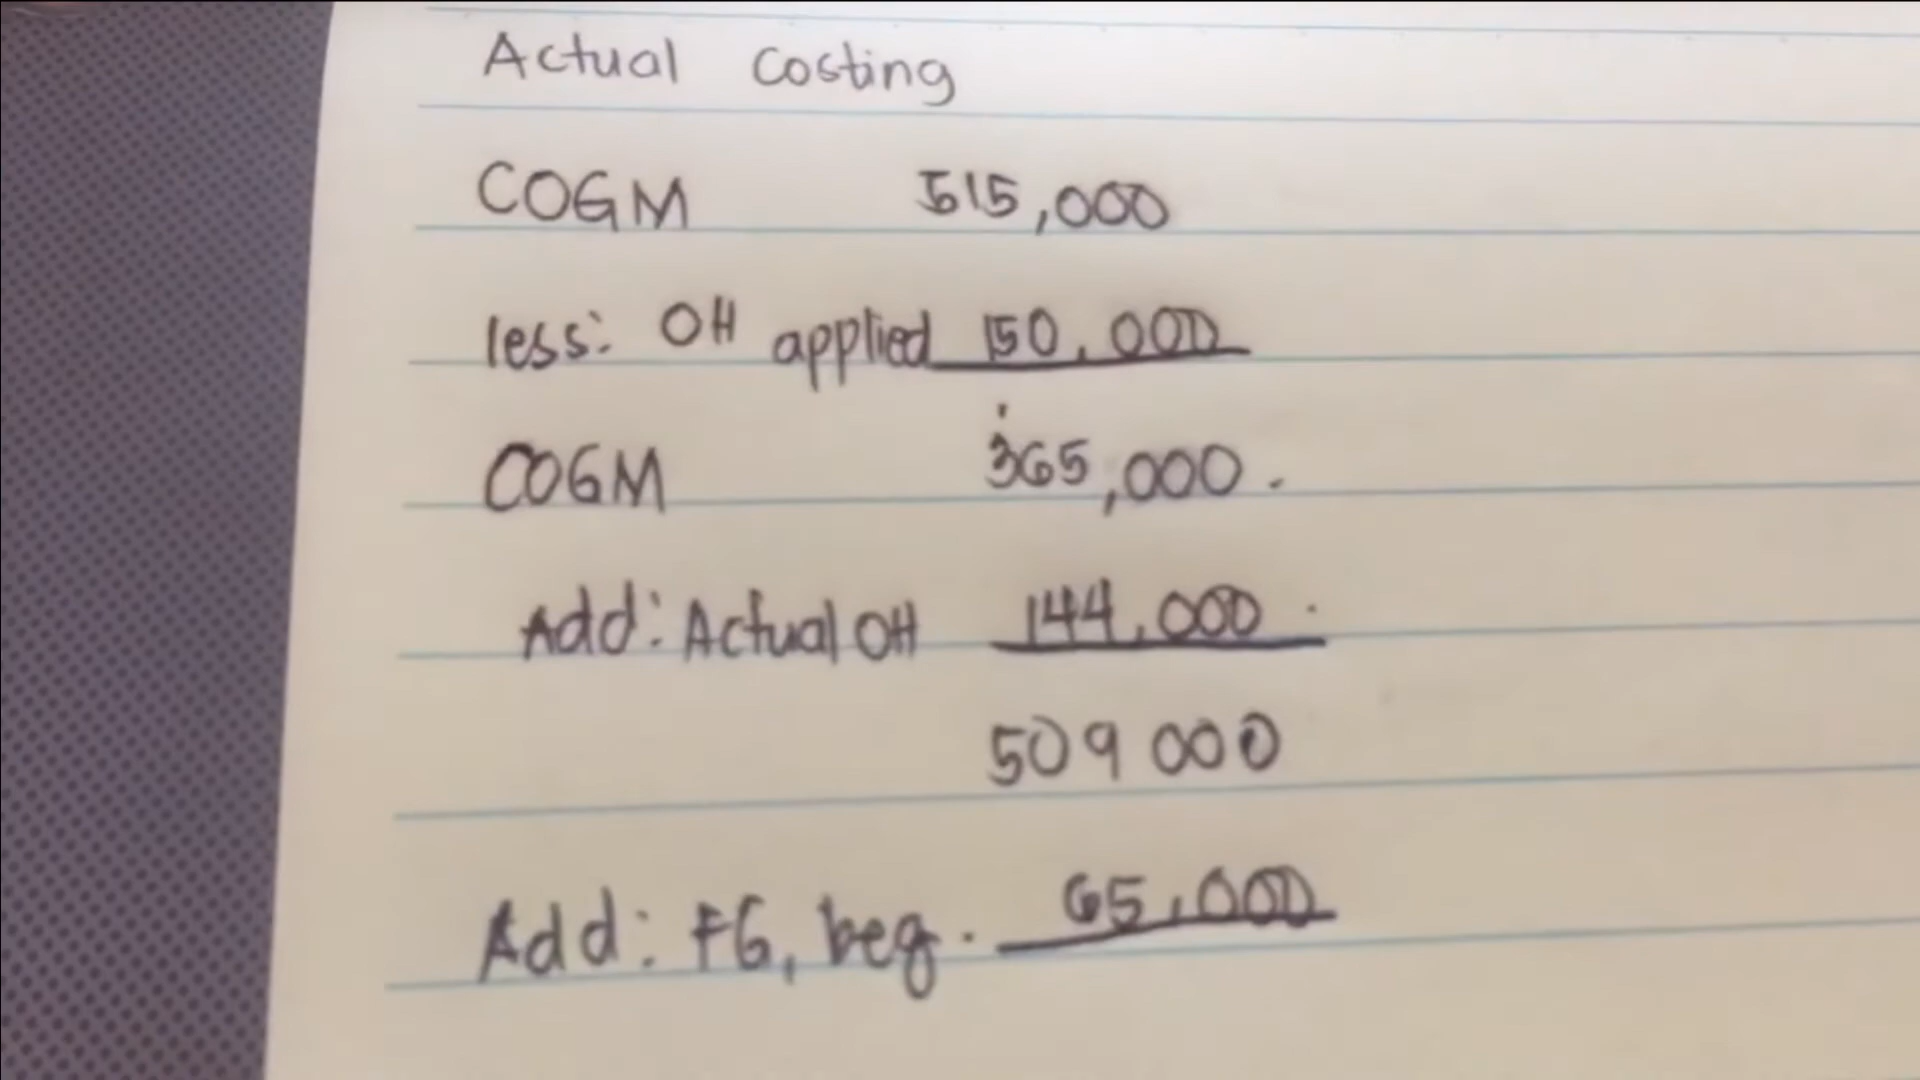 Actual Costing
COGM 515,000
less: OH applied 150,000
COGM 365,000.
Add: Actual OH 144,000.
509 000
Add: FG, beg. 65,000